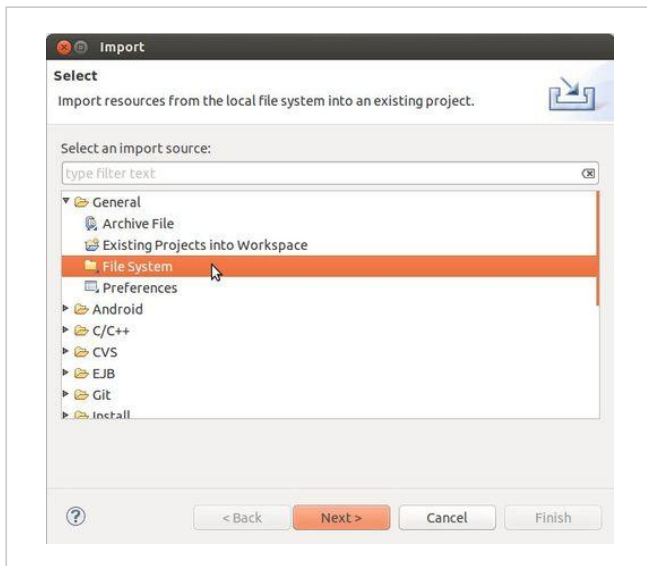 Import
Select
Import resources from the local file system into an existing project.
Select an import source:
type filter text
General
Archive File
Existing Projects into Workspace
File System
Preferences
Android
C/C++
CVS
EJB
Git
Install
?
< Back
Next >
Cancel
Finish